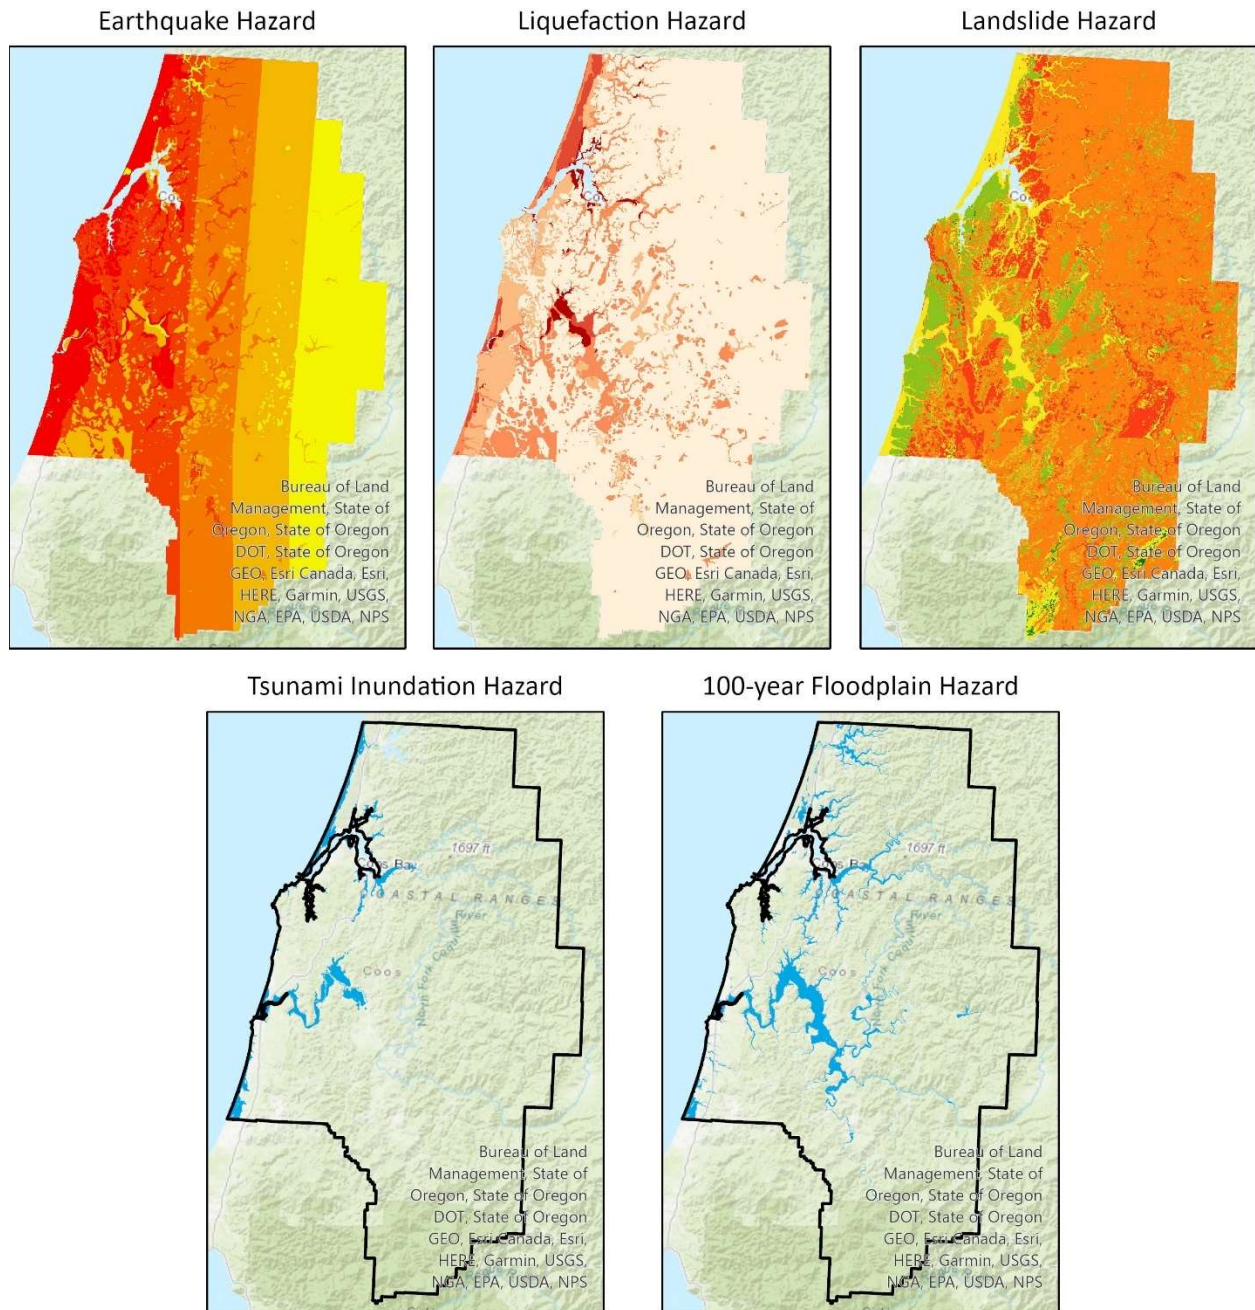 Earthquake Hazard
Liquefaction Hazard
Landslide Hazard
Bureau of Land
Management, State of
Oregon, State of Oregon
DOT, State of Oregon
GEO, Esri Canada, Esri,
HERE, Garmin, USGS,
NGA, EPA, USDA, NPS
Bureau of Land
Management, State of
Oregon, State of Oregon
DOT, State of Oregon
GEO, Esri Canada, Esri,
HERE, Garmin, USGS,
NGA, EPA, USDA, NPS
Bureau of Land
Management, State of
Oregon, State of Oregon
DOT, State of Oregon
GEO, Esri Canada, Esri,
HERE, Garmin, USGS,
NGA, EPA, USDA, NPS
Tsunami Inundation Hazard
100-year Floodplain Hazard
1697 ft
Coos Bay
COASTAL RANGES
North Fork Coquille River
Coos
Bureau of Land
Management, State of
Oregon, State of Oregon
DOT, State of Oregon
GEO, Esri Canada, Esri,
HERE, Garmin, USGS,
NGA, EPA, USDA, NPS
1697 ft
Coos Bay
COASTAL RANGES
North Fork Coquille River
Coos
Bureau of Land
Management, State of
Oregon, State of Oregon
DOT, State of Oregon
GEO, Esri Canada, Esri,
HERE, Garmin, USGS,
NGA, EPA, USDA, NPS